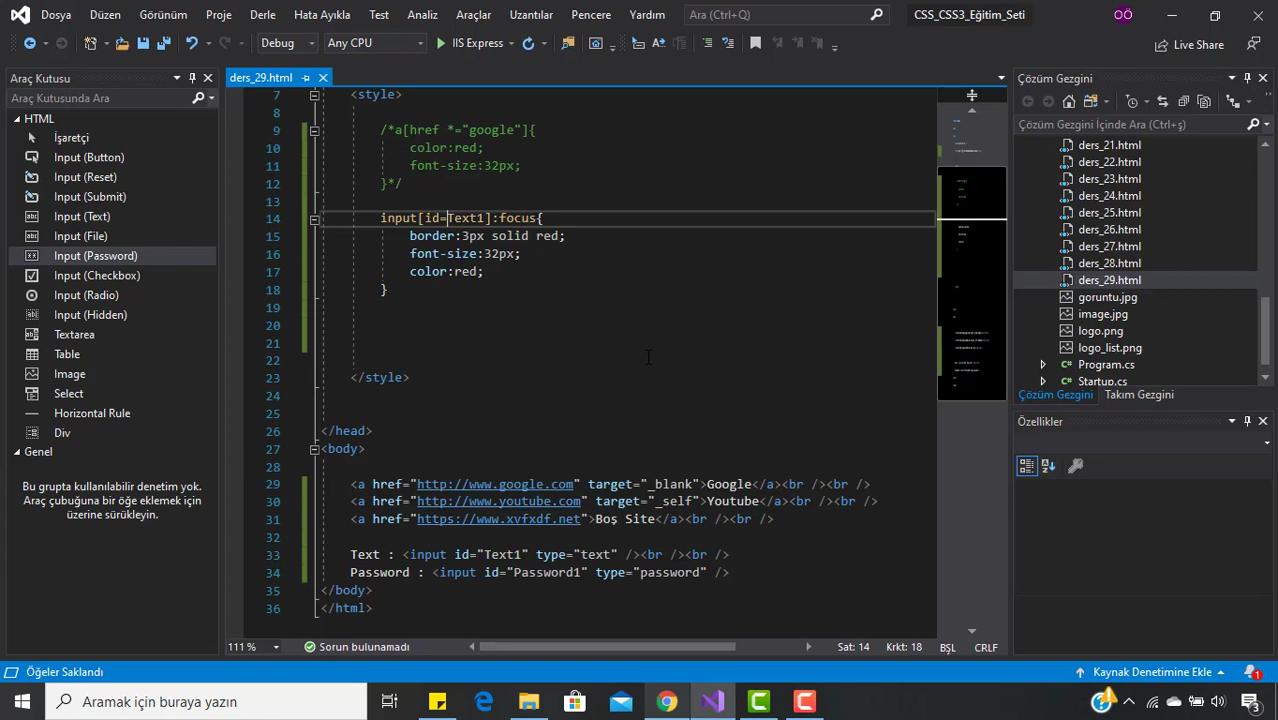 Dosya Düzen Görünüm Proje Derle Hata Ayıkla Test Analiz Araçlar Uzantılar Pencere Yardım Ara (Ctrl+Q) CSS_CSS3_Eğitim_Seti OÖ
Debug Any CPU IIS Express Live Share
Araç Kutusu
Araç Kutusunda Ara
HTML
İşaretçi
Input (Button)
Input (Reset)
Input (Submit)
Input (Text)
Input (File)
Input (Password)
Input (Checkbox)
Input (Radio)
Input (Hidden)
Textarea
Table
Image
Select
Horizontal Rule
Div
Genel
Bu grupta kullanılabilir denetim yok.
Araç çubuğuna bir öğe eklemek için
üzerine sürükleyin.
ders_29.html
7 <style>
8
9 /*a[href *="google"]{
10 color:red;
11 font-size:32px;
12 }*/
13
14 input[id=Text1]:focus{
15 border:3px solid red;
16 font-size:32px;
17 color:red;
18 }
19
20
21
22
23 </style>
24
25
26 </head>
27 <body>
28
29 <a href="http://www.google.com" target="_blank">Google</a><br /><br />
30 <a href="http://www.youtube.com" target="_self">Youtube</a><br /><br />
31 <a href="https://www.xvfxdf.net">Boş Site</a><br /><br />
32
33 Text : <input id="Text1" type="text" /><br /><br />
34 Password : <input id="Password1" type="password" />
35 </body>
36 </html>
111 % Sorun bulunamadı Sat: 14 Krkt: 18 BŞL CRLF
Çözüm Gezgini
Çözüm Gezgini İçinde Ara (Ctrl+ş)
ders_21.html
ders_22.html
ders_23.html
ders_24.html
ders_25.html
ders_26.html
ders_27.html
ders_28.html
ders_29.html
goruntu.jpg
image.jpg
logo.png
logo_list.png
Program.cs
Startup.cs
Çözüm Gezgini Takım Gezgini
Özellikler
Öğeler Saklandı Kaynak Denetimine Ekle 1
Aramak için buraya yazın 3